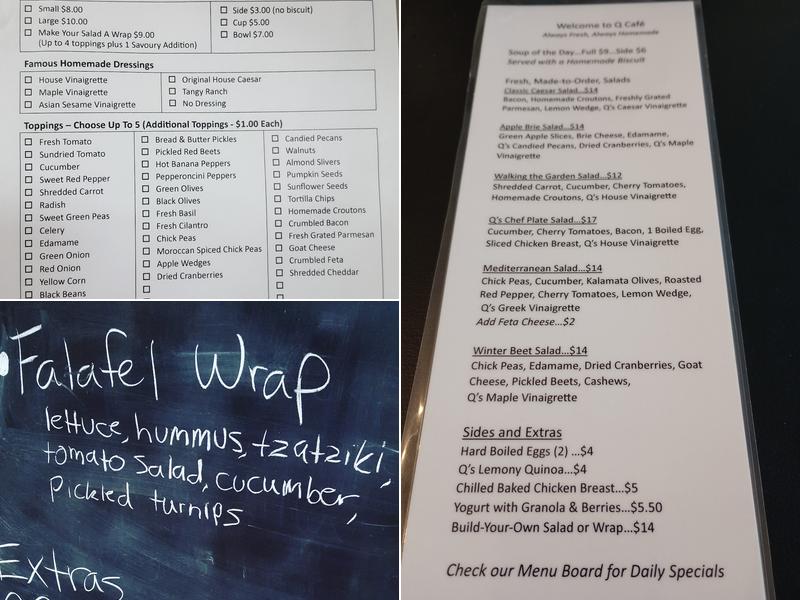 Small $8.00
Large $10.00
Make Your Salad A Wrap $9.00
(Up to 4 toppings plus 1 Savoury Addition)
Side $3.00 (no biscuit)
Cup $5.00
Bowl $7.00
Famous Homemade Dressings
House Vinaigrette
Maple Vinaigrette
Asian Sesame Vinaigrette
Original House Caesar
Tangy Ranch
No Dressing
Toppings – Choose Up To 5 (Additional Toppings - $1.00 Each)
Fresh Tomato
Sundried Tomato
Cucumber
Sweet Red Pepper
Shredded Carrot
Radish
Sweet Green Peas
Celery
Edamame
Green Onion
Red Onion
Yellow Corn
Black Beans
Bread & Butter Pickles
Pickled Red Beets
Hot Banana Peppers
Pepperoncini Peppers
Green Olives
Black Olives
Fresh Basil
Fresh Cilantro
Chick Peas
Moroccan Spiced Chick Peas
Apple Wedges
Dried Cranberries
Candied Pecans
Walnuts
Almond Slivers
Pumpkin Seeds
Sunflower Seeds
Tortilla Chips
Homemade Croutons
Crumbled Bacon
Fresh Grated Parmesan
Goat Cheese
Crumbled Feta
Shredded Cheddar
Falafel Wrap
lettuce, hummus, tzatziki,
tomato salad, cucumber,
Pickled turnips
Extras
Welcome to Q Café
Always Fresh, Always Homemade
Soup of the Day...Full $9...Side $6
Served with a Homemade Biscuit
Fresh, Made-to-Order, Salads
Classic Caesar Salad...$14
Bacon, Homemade Croutons, Freshly Grated
Parmesan, Lemon Wedge, Q's Caesar Vinaigrette
Apple Brie Salad...$14
Green Apple Slices, Brie Cheese, Edamame,
Q's Candied Pecans, Dried Cranberries, Q's Maple
Vinaigrette
Walking the Garden Salad...$12
Shredded Carrot, Cucumber, Cherry Tomatoes,
Homemade Croutons, Q's House Vinaigrette
Q's Chef Plate Salad...$17
Cucumber, Cherry Tomatoes, Bacon, 1 Boiled Egg,
Sliced Chicken Breast, Q's House Vinaigrette
Mediterranean Salad...$14
Chick Peas, Cucumber, Kalamata Olives, Roasted
Red Pepper, Cherry Tomatoes, Lemon Wedge,
Q's Greek Vinaigrette
Add Feta Cheese...$2
Winter Beet Salad...$14
Chick Peas, Edamame, Dried Cranberries, Goat
Cheese, Pickled Beets, Cashews,
Q's Maple Vinaigrette
Sides and Extras
Hard Boiled Eggs (2) ...$4
Q's Lemony Quinoa...$4
Chilled Baked Chicken Breast...$5
Yogurt with Granola & Berries...$5.50
Build-Your-Own Salad or Wrap...$14
Check our Menu Board for Daily Specials